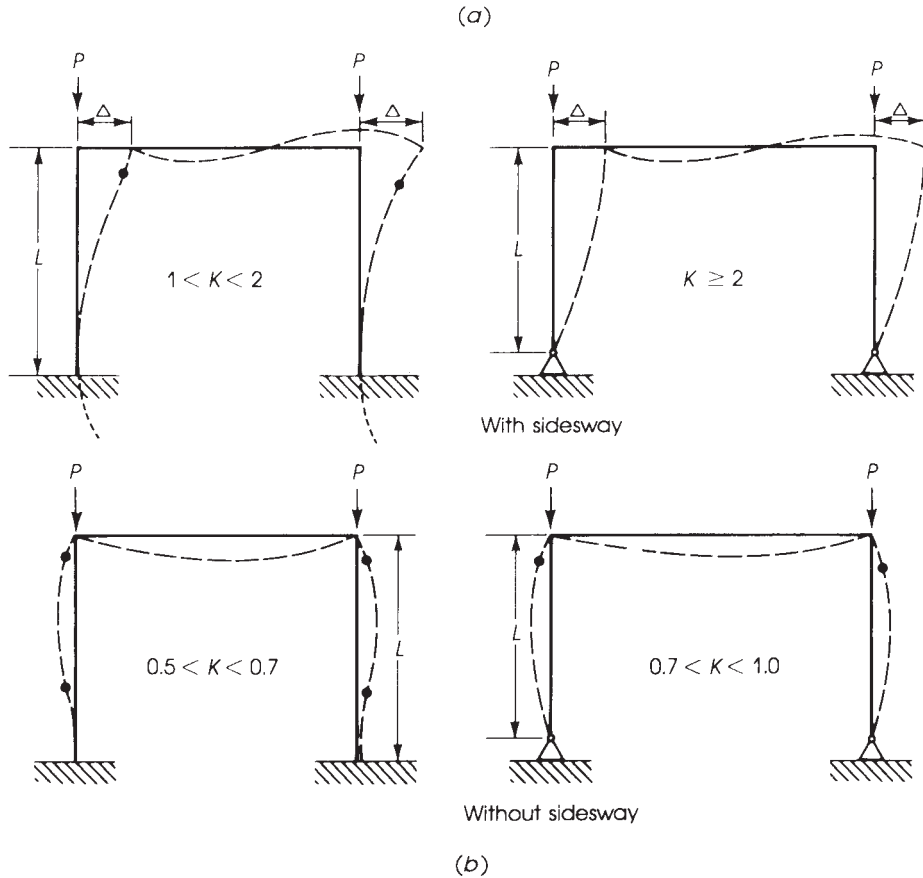 (a)
P P P P
Δ Δ Δ Δ
L L
1 < K < 2 K ≥ 2
With sidesway
P P P P
L L
0.5 < K < 0.7 0.7 < K < 1.0
Without sidesway
(b)